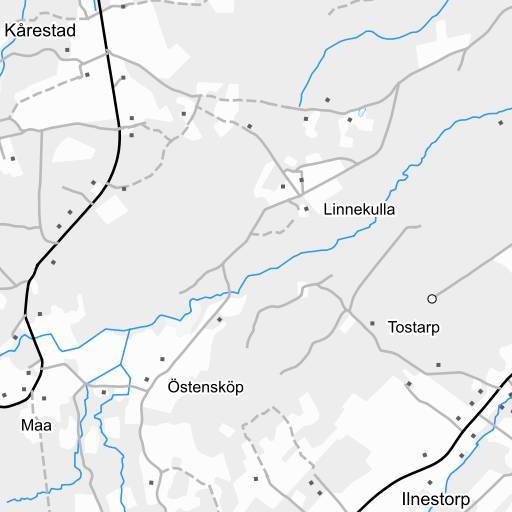 Kårestad
Linnekulla
Tostarp
Östensköp
Maa
Ilnestorp